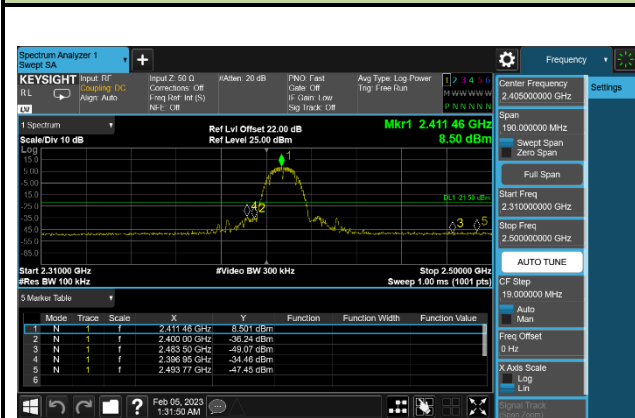 Spectrum Analyzer 1
Swept SA
+
Frequency
KEYSIGHT Input: RF Input Z: 50 Ω #Atten: 20 dB PNO: Fast Avg Type: Log-Power 1 2 3 4 5 6
RL Coupling: DC Corrections: Off Gate: Off Trig: Free Run M W W W W W
Align: Auto Freq Ref: Int (S) IF Gain: Low P N N N N N
NFE: Off Sig Track: Off
Center Frequency
2.405000000 GHz
Settings
1 Spectrum
Scale/Div 10 dB
Ref Lvl Offset 22.00 dB
Ref Level 25.00 dBm
Mkr1 2.411 46 GHz
8.50 dBm
Span
190.000000 MHz
Swept Span
Zero Span
Full Span
Log
15.0
5.00
-5.00
-15.0
-25.0
-35.0
-45.0
-55.0
-65.0
1
4 2
3 5
DL1 -21.50 dBm
Start Freq
2.310000000 GHz
Stop Freq
2.500000000 GHz
AUTO TUNE
Start 2.31000 GHz #Video BW 300 kHz Stop 2.50000 GHz
#Res BW 100 kHz Sweep 1.00 ms (1001 pts)
CF Step
19.000000 MHz
Auto
Man
Freq Offset
0 Hz
X Axis Scale
Log
Lin
Signal Track
(Span Zoom)
5 Marker Table
Mode Trace Scale X Y Function Function Width Function Value
1 N 1 f 2.411 46 GHz 8.501 dBm
2 N 1 f 2.400 00 GHz -36.24 dBm
3 N 1 f 2.483 50 GHz -49.07 dBm
4 N 1 f 2.396 95 GHz -34.46 dBm
5 N 1 f 2.493 77 GHz -47.45 dBm
6
? Feb 05, 2023
1:31:50 AM